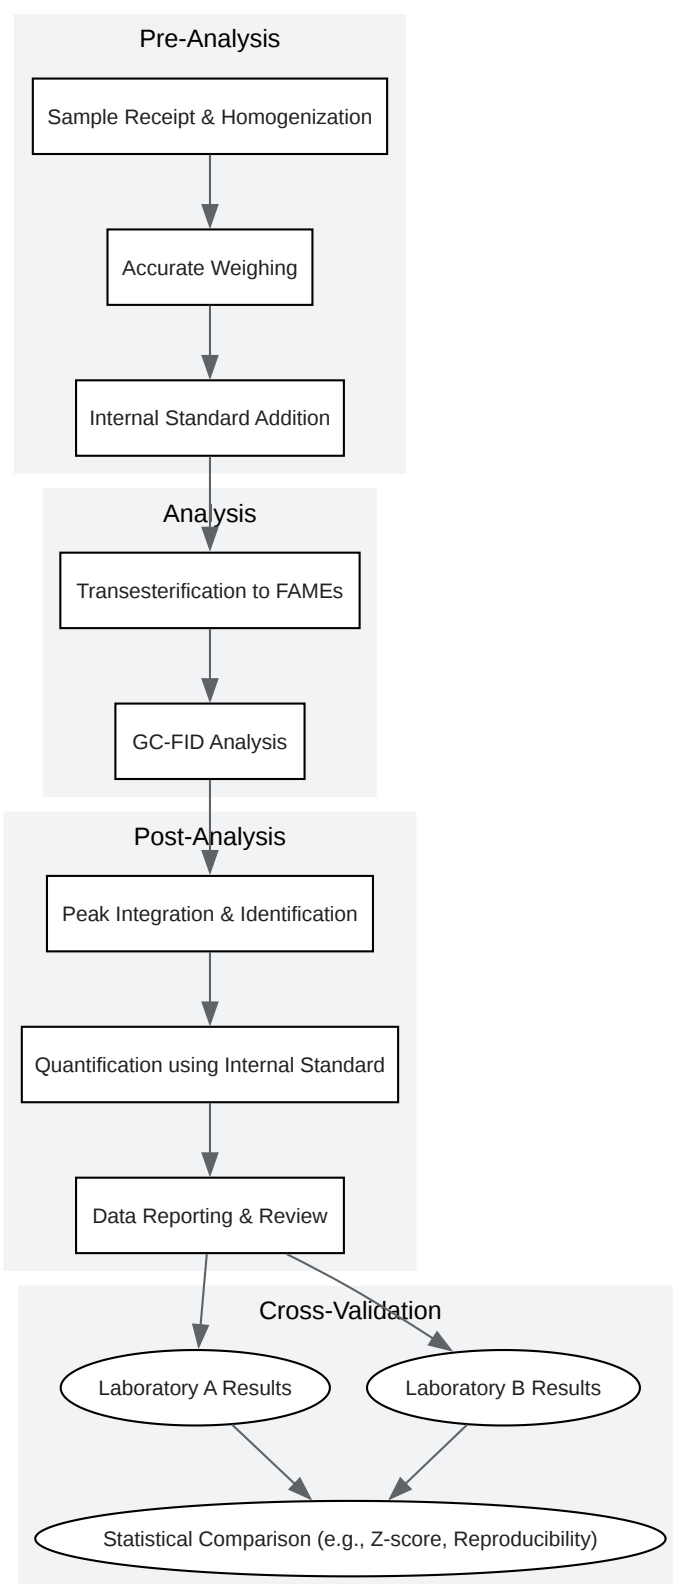 Pre-Analysis
Sample Receipt & Homogenization
Accurate Weighing
Internal Standard Addition
Analysis
Transesterification to FAMEs
GC-FID Analysis
Post-Analysis
Peak Integration & Identification
Quantification using Internal Standard
Data Reporting & Review
Cross-Validation
Laboratory A Results
Laboratory B Results
Statistical Comparison (e.g., Z-score, Reproducibility)